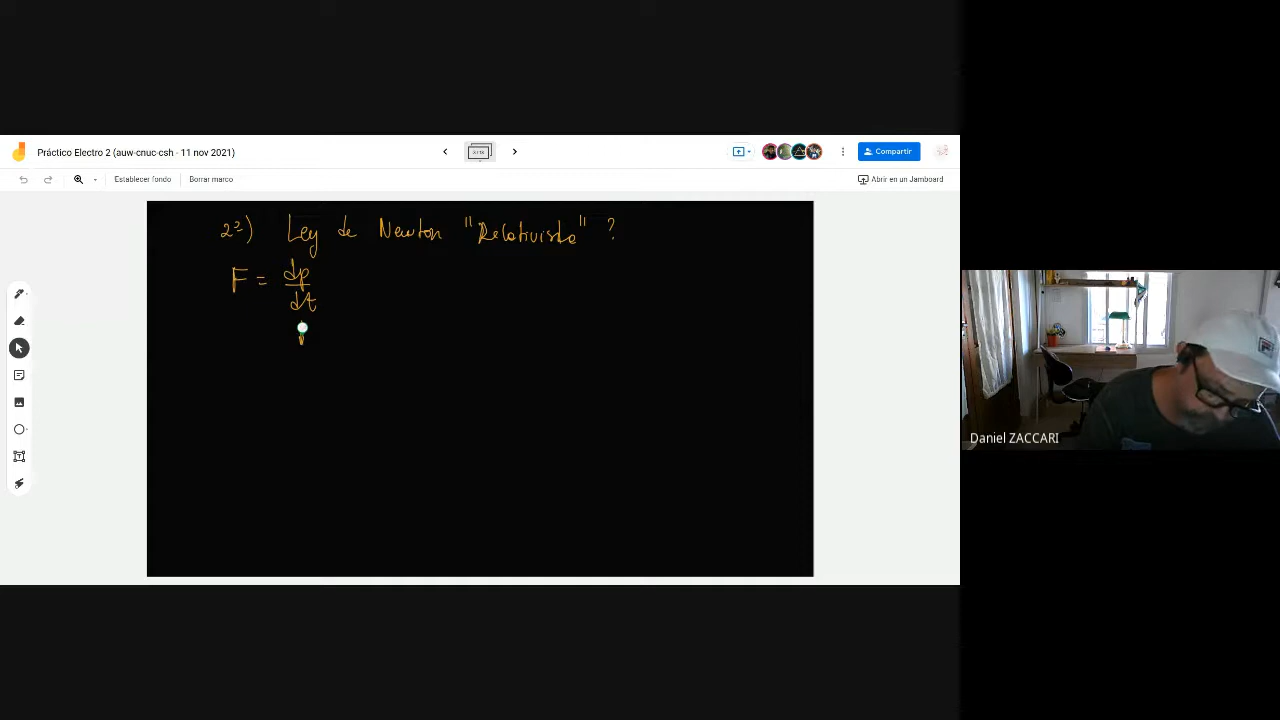 Práctico Electro 2 (auw-cnuc-csh - 11 nov 2021)
Compartir
Establecer fondo
Borrar marco
Abrir en un Jamboard
2º) Ley de Newton "Relativista" ?
F = dp
dt
Daniel ZACCARI